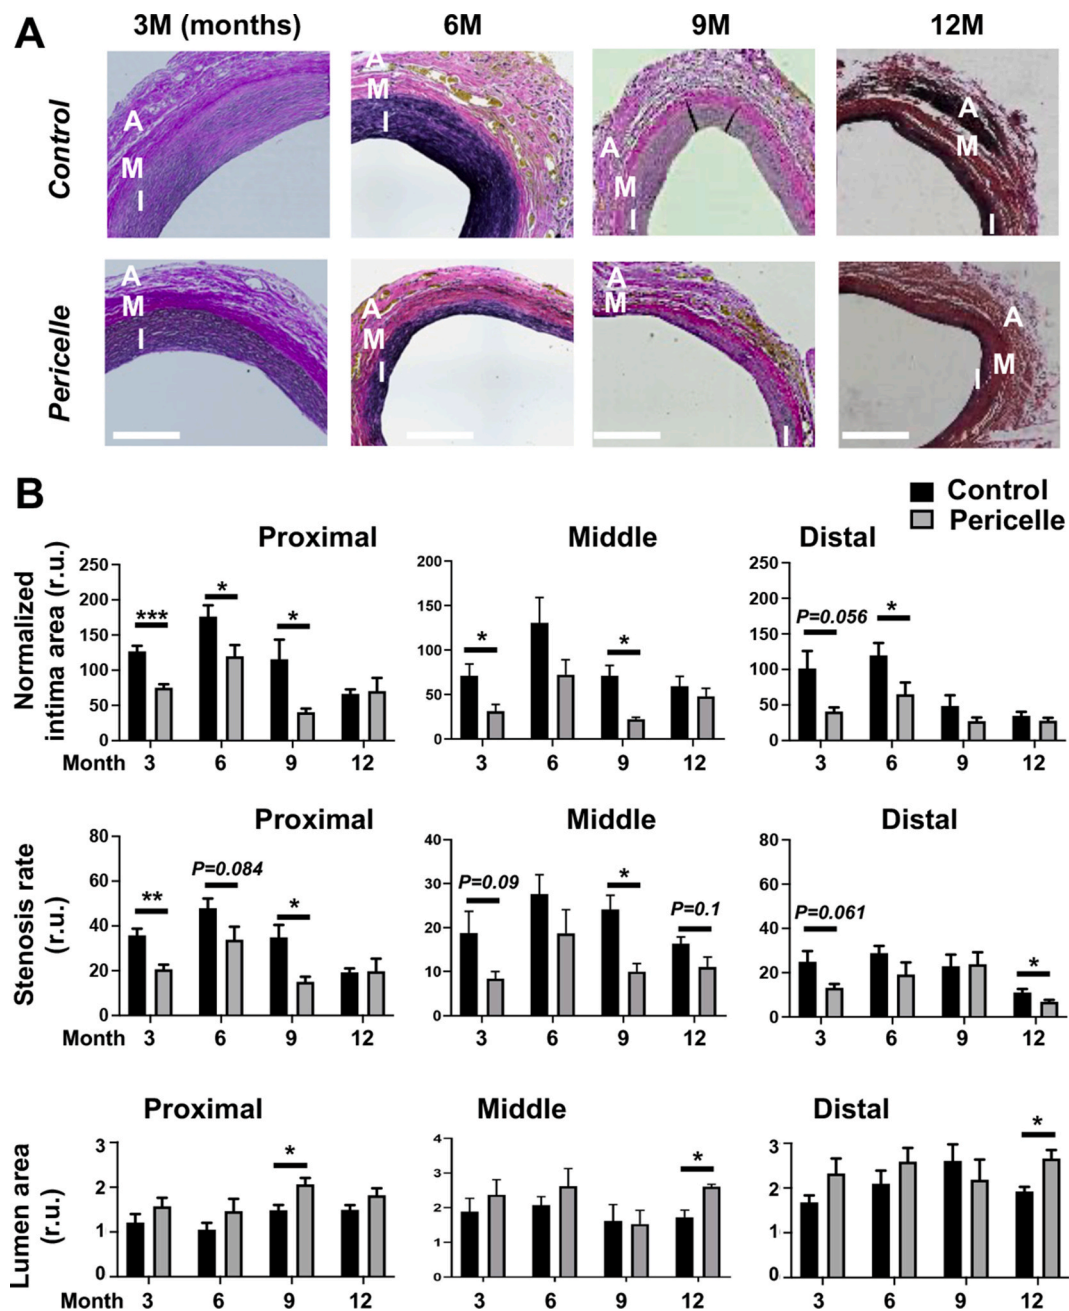 A
3M (months) 6M 9M 12M
Control
A M I
A M I
A M I
A M I
Pericelle
A M I
A M I
A M I
A M I
B
Control
Pericelle
Proximal Middle Distal
Normalized
intima area (r.u.)
250
200
150
100
50
0
*** * *
Month 3 6 9 12
200
150
100
50
0
* *
3 6 9 12
250
200
150
100
50
0
P=0.056 *
3 6 9 12
Proximal Middle Distal
Stenosis rate
(r.u.)
80
60
40
20
0
** P=0.084 *
Month 3 6 9 12
40
30
20
10
0
P=0.09 * P=0.1
3 6 9 12
80
60
40
20
0
P=0.061 *
3 6 9 12
Proximal Middle Distal
Lumen area
(r.u.)
3
2
1
0
*
Month 3 6 9 12
4
3
2
1
0
*
3 6 9 12
3
2
1
0
*
3 6 9 12